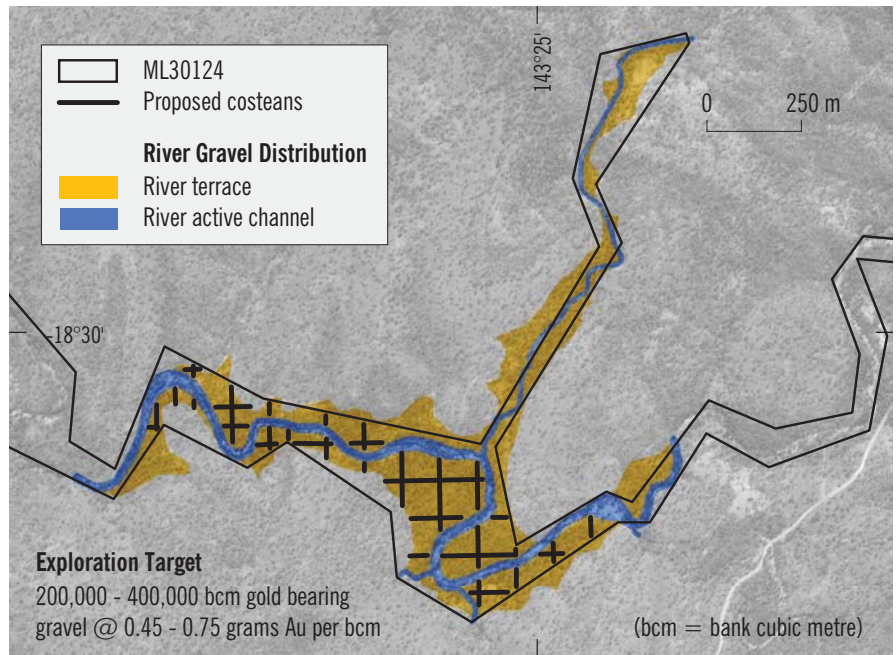 ML30124
Proposed costeans
River Gravel Distribution
River terrace
River active channel
143°25'
0 250 m
-18°30'
Exploration Target
200,000 - 400,000 bcm gold bearing
gravel @ 0.45 - 0.75 grams Au per bcm
(bcm = bank cubic metre)